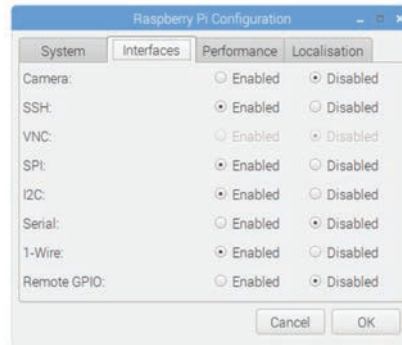 Raspberry Pi Configuration
System Interfaces Performance Localisation
Camera: Enabled Disabled
SSH: Enabled Disabled
VNC: Enabled Disabled
SPI: Enabled Disabled
I2C: Enabled Disabled
Serial: Enabled Disabled
1-Wire: Enabled Disabled
Remote GPIO: Enabled Disabled
Cancel OK